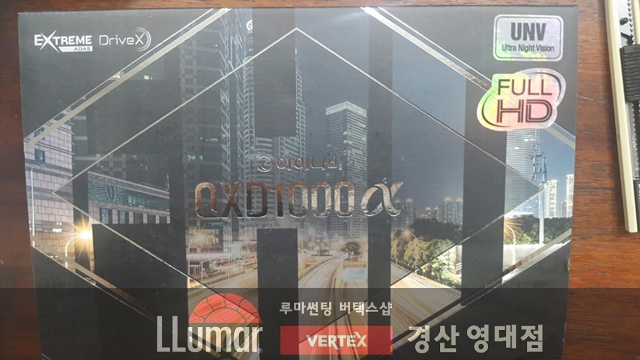 EXTREME ADAS DriveX
UNV
Ultra Night Vision
FULL HD
아이나비
QXD1000α
루마썬팅 버텍스샵
LLumar VERTEX 경산 영대점